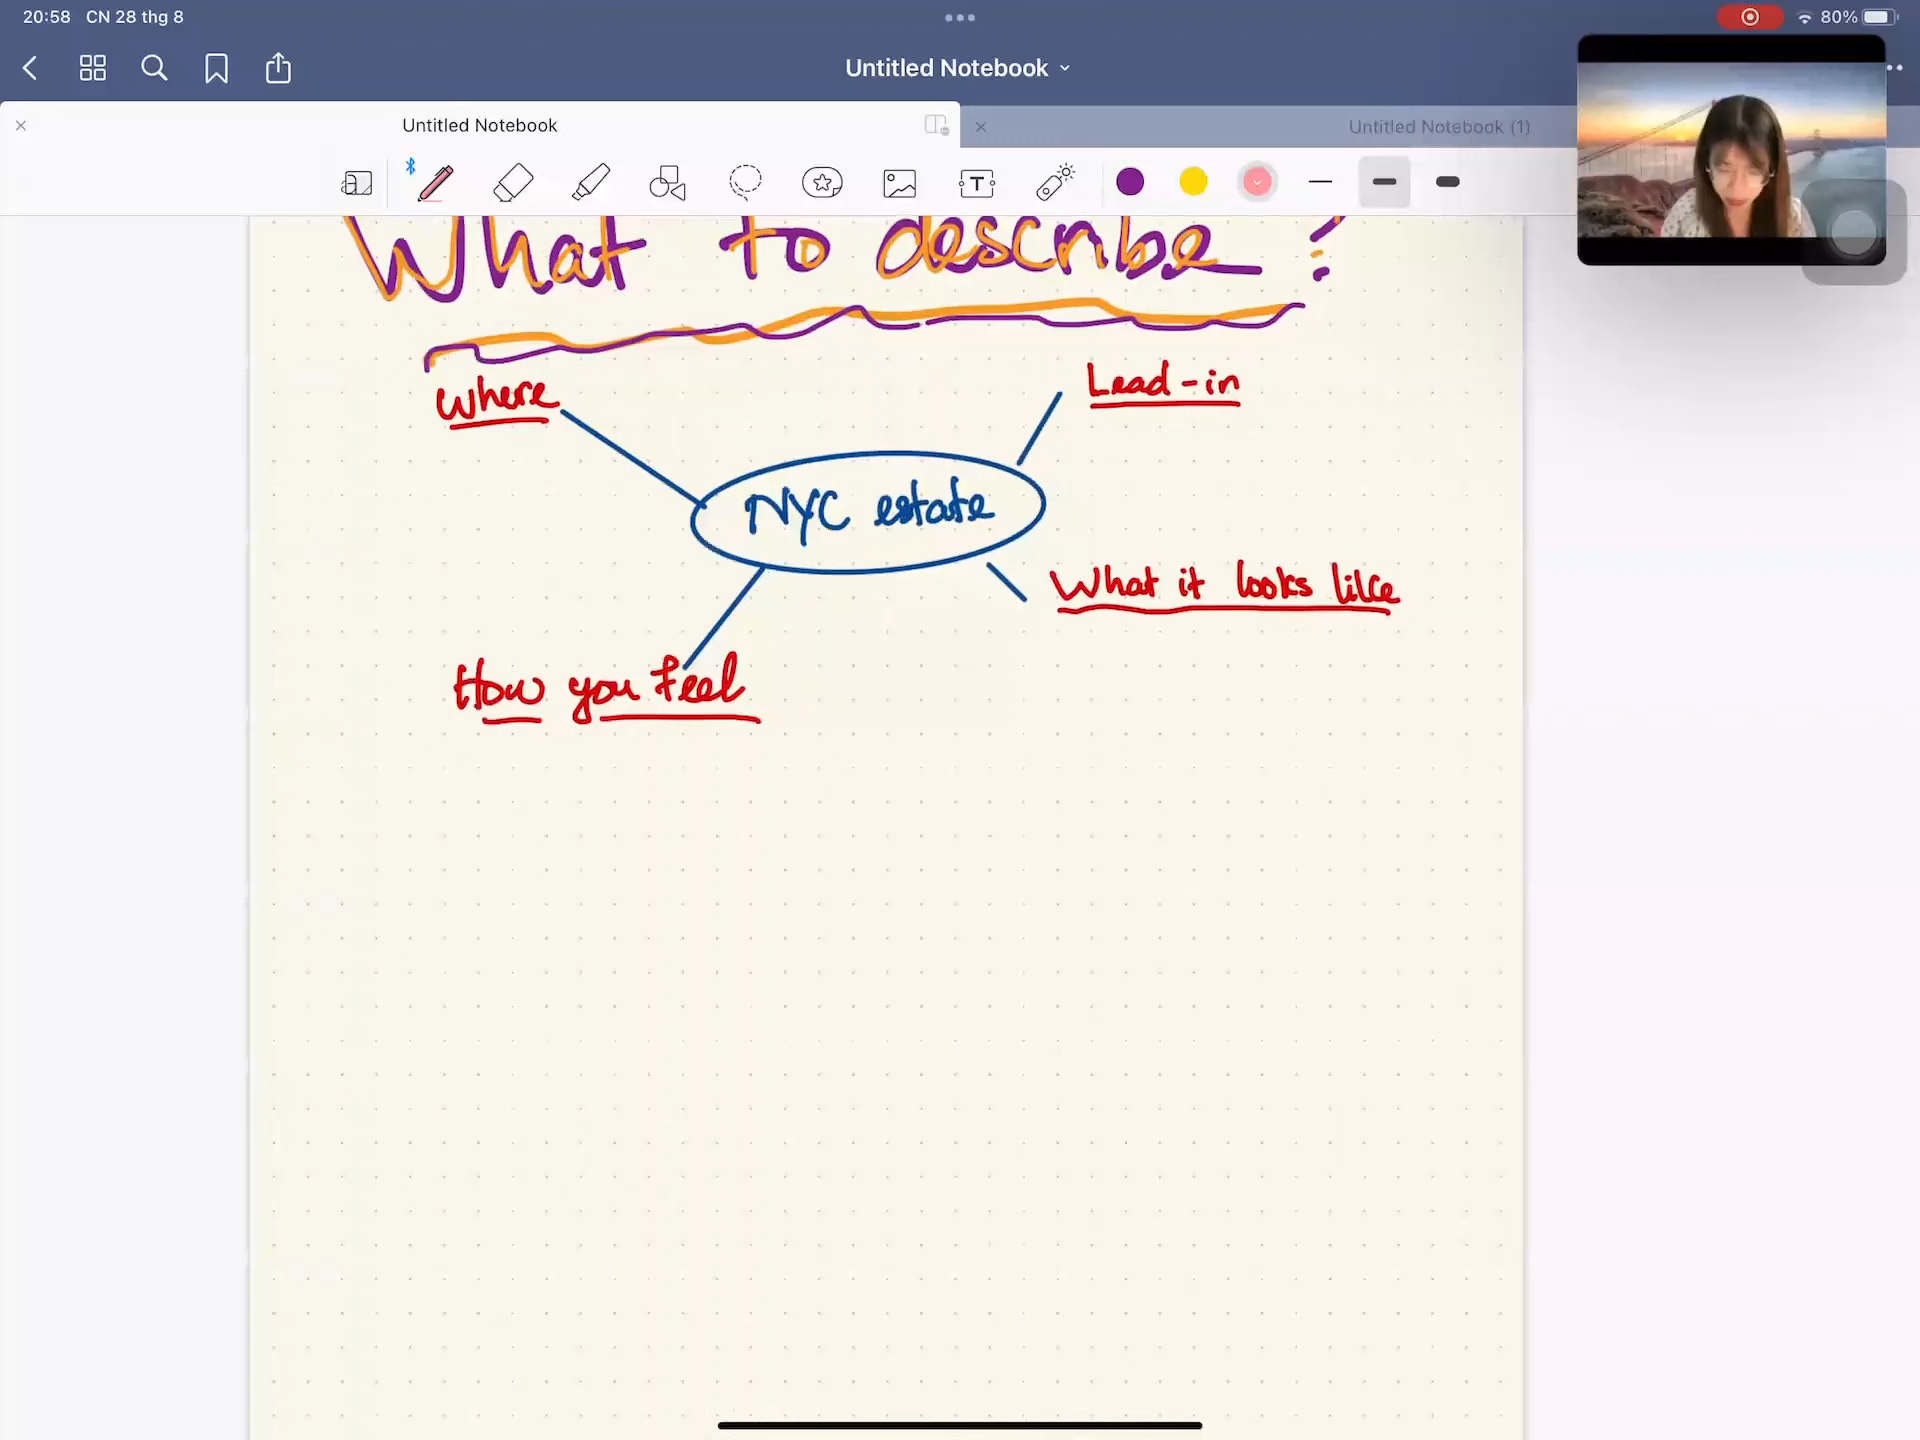 20:58 CN 28 thg 8
80%
Untitled Notebook
Untitled Notebook
Untitled Notebook (1)
T
What to describe?
Where
Lead-in
NYC estate
What it looks like
How you feel